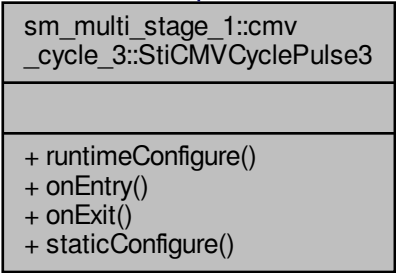 sm_multi_stage_1::cmv
_cycle_3::StiCMVCyclePulse3
+ runtimeConfigure()
+ onEntry()
+ onExit()
+ staticConfigure()